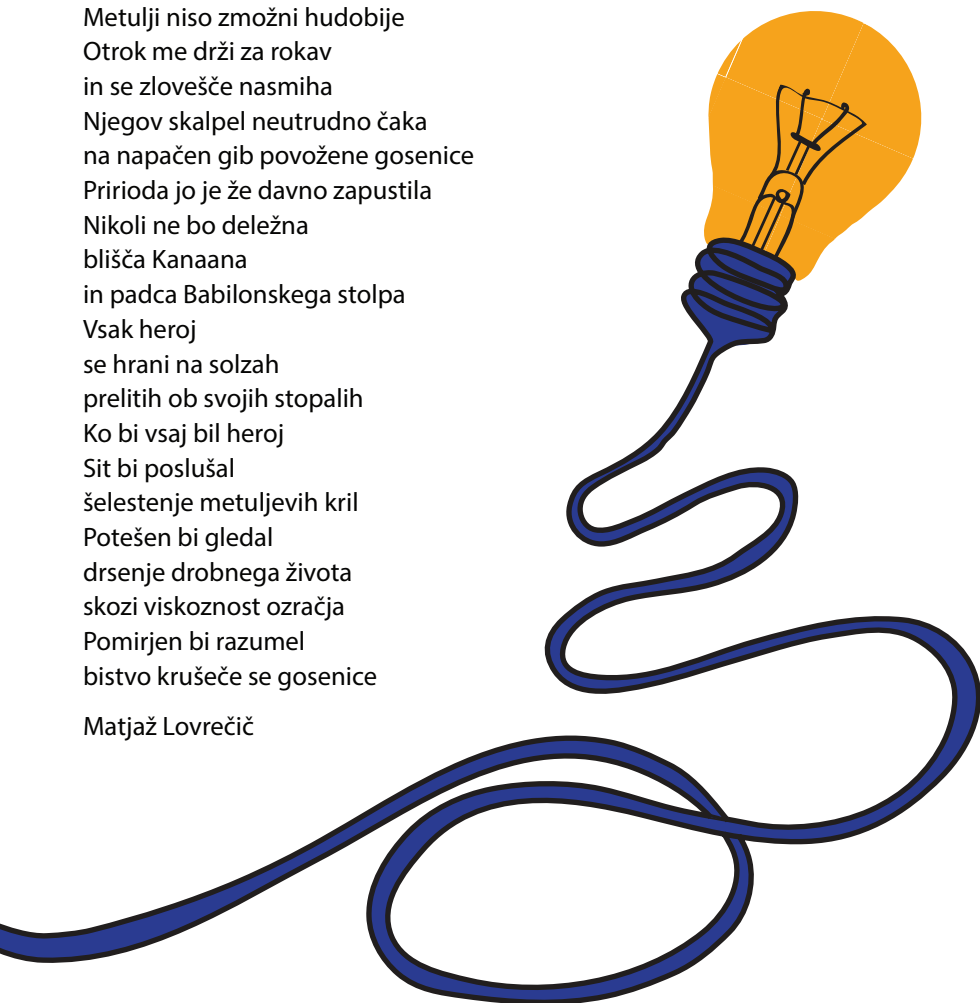 Metulji niso zmožni hudobije
Otrok me drži za rokav
in se zlovešče nasmiha
Njegov skalpel neutrudno čaka
na napačen gib povožene gosenice
Pririoda jo je že davno zapustila
Nikoli ne bo deležna
blišča Kanaana
in padca Babilonskega stolpa
Vsak heroj
se hrani na solzah
prelitih ob svojih stopalih
Ko bi vsaj bil heroj
Sit bi poslušal
šelestenje metuljevih kril
Potešen bi gledal
drsenje drobnega života
skozi viskoznost ozračja
Pomirjen bi razumel
bistvo krušeče se gosenice
Matjaž Lovrečič